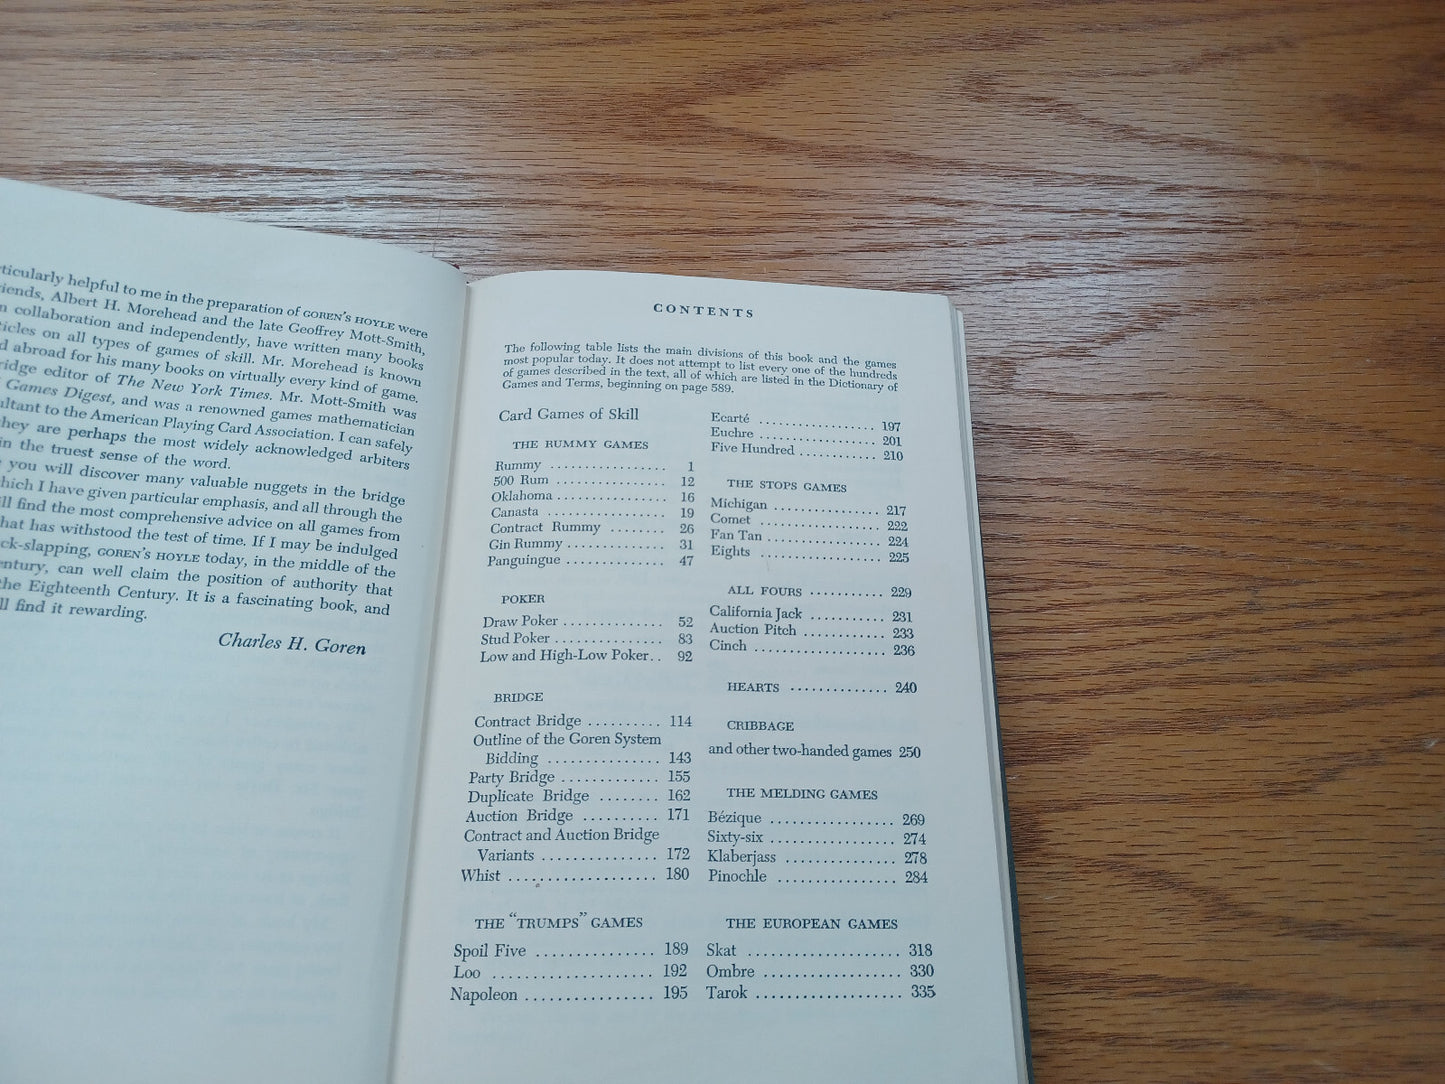 ticularly helpful to me in the preparation of GOREN'S HOYLE were
iends, Albert H. Morehead and the late Geoffrey Mott-Smith,
n collaboration and independently, have written many books
ticles on all types of games of skill. Mr. Morehead is known
d abroad for his many books on virtually every kind of game.
ridge editor of The New York Times. Mr. Mott-Smith was
Games Digest, and was a renowned games mathematician
ultant to the American Playing Card Association. I can safely
they are perhaps the most widely acknowledged arbiters
in the truest sense of the word.
you will discover many valuable nuggets in the bridge
hich I have given particular emphasis, and all through the
ill find the most comprehensive advice on all games from
hat has withstood the test of time. If I may be indulged
ck-slapping, GOREN'S HOYLE today, in the middle of the
entury, can well claim the position of authority that
the Eighteenth Century. It is a fascinating book, and
ll find it rewarding.
Charles H. Goren
CONTENTS
The following table lists the main divisions of this book and the games
most popular today. It does not attempt to list every one of the hundreds
of games described in the text, all of which are listed in the Dictionary of
Games and Terms, beginning on page 589.
Card Games of Skill
THE RUMMY GAMES
Rummy ................ 1
500 Rum ............... 12
Oklahoma ............... 16
Canasta ................. 19
Contract Rummy ....... 26
Gin Rummy ............. 31
Panguingue .............. 47
POKER
Draw Poker .............. 52
Stud Poker ............... 83
Low and High-Low Poker.. 92
BRIDGE
Contract Bridge .......... 114
Outline of the Goren System
Bidding ............... 143
Party Bridge ............. 155
Duplicate Bridge ........ 162
Auction Bridge ........... 171
Contract and Auction Bridge
Variants ................ 172
Whist .................... 180
THE "TRUMPS" GAMES
Spoil Five ................ 189
Loo ...................... 192
Napoleon ................. 195
Ecarté ................ 197
Euchre ................ 201
Five Hundred ........... 210
THE STOPS GAMES
Michigan ............... 217
Comet .................. 222
Fan Tan ................ 224
Eights .................. 225
ALL FOURS .......... 229
California Jack .......... 231
Auction Pitch ........... 233
Cinch .................. 236
HEARTS ............. 240
CRIBBAGE
and other two-handed games 250
THE MELDING GAMES
Bézique ................. 269
Sixty-six ................ 274
Klaberjass .............. 278
Pinochle ................ 284
THE EUROPEAN GAMES
Skat .................... 318
Ombre .................. 330
Tarok ................... 335